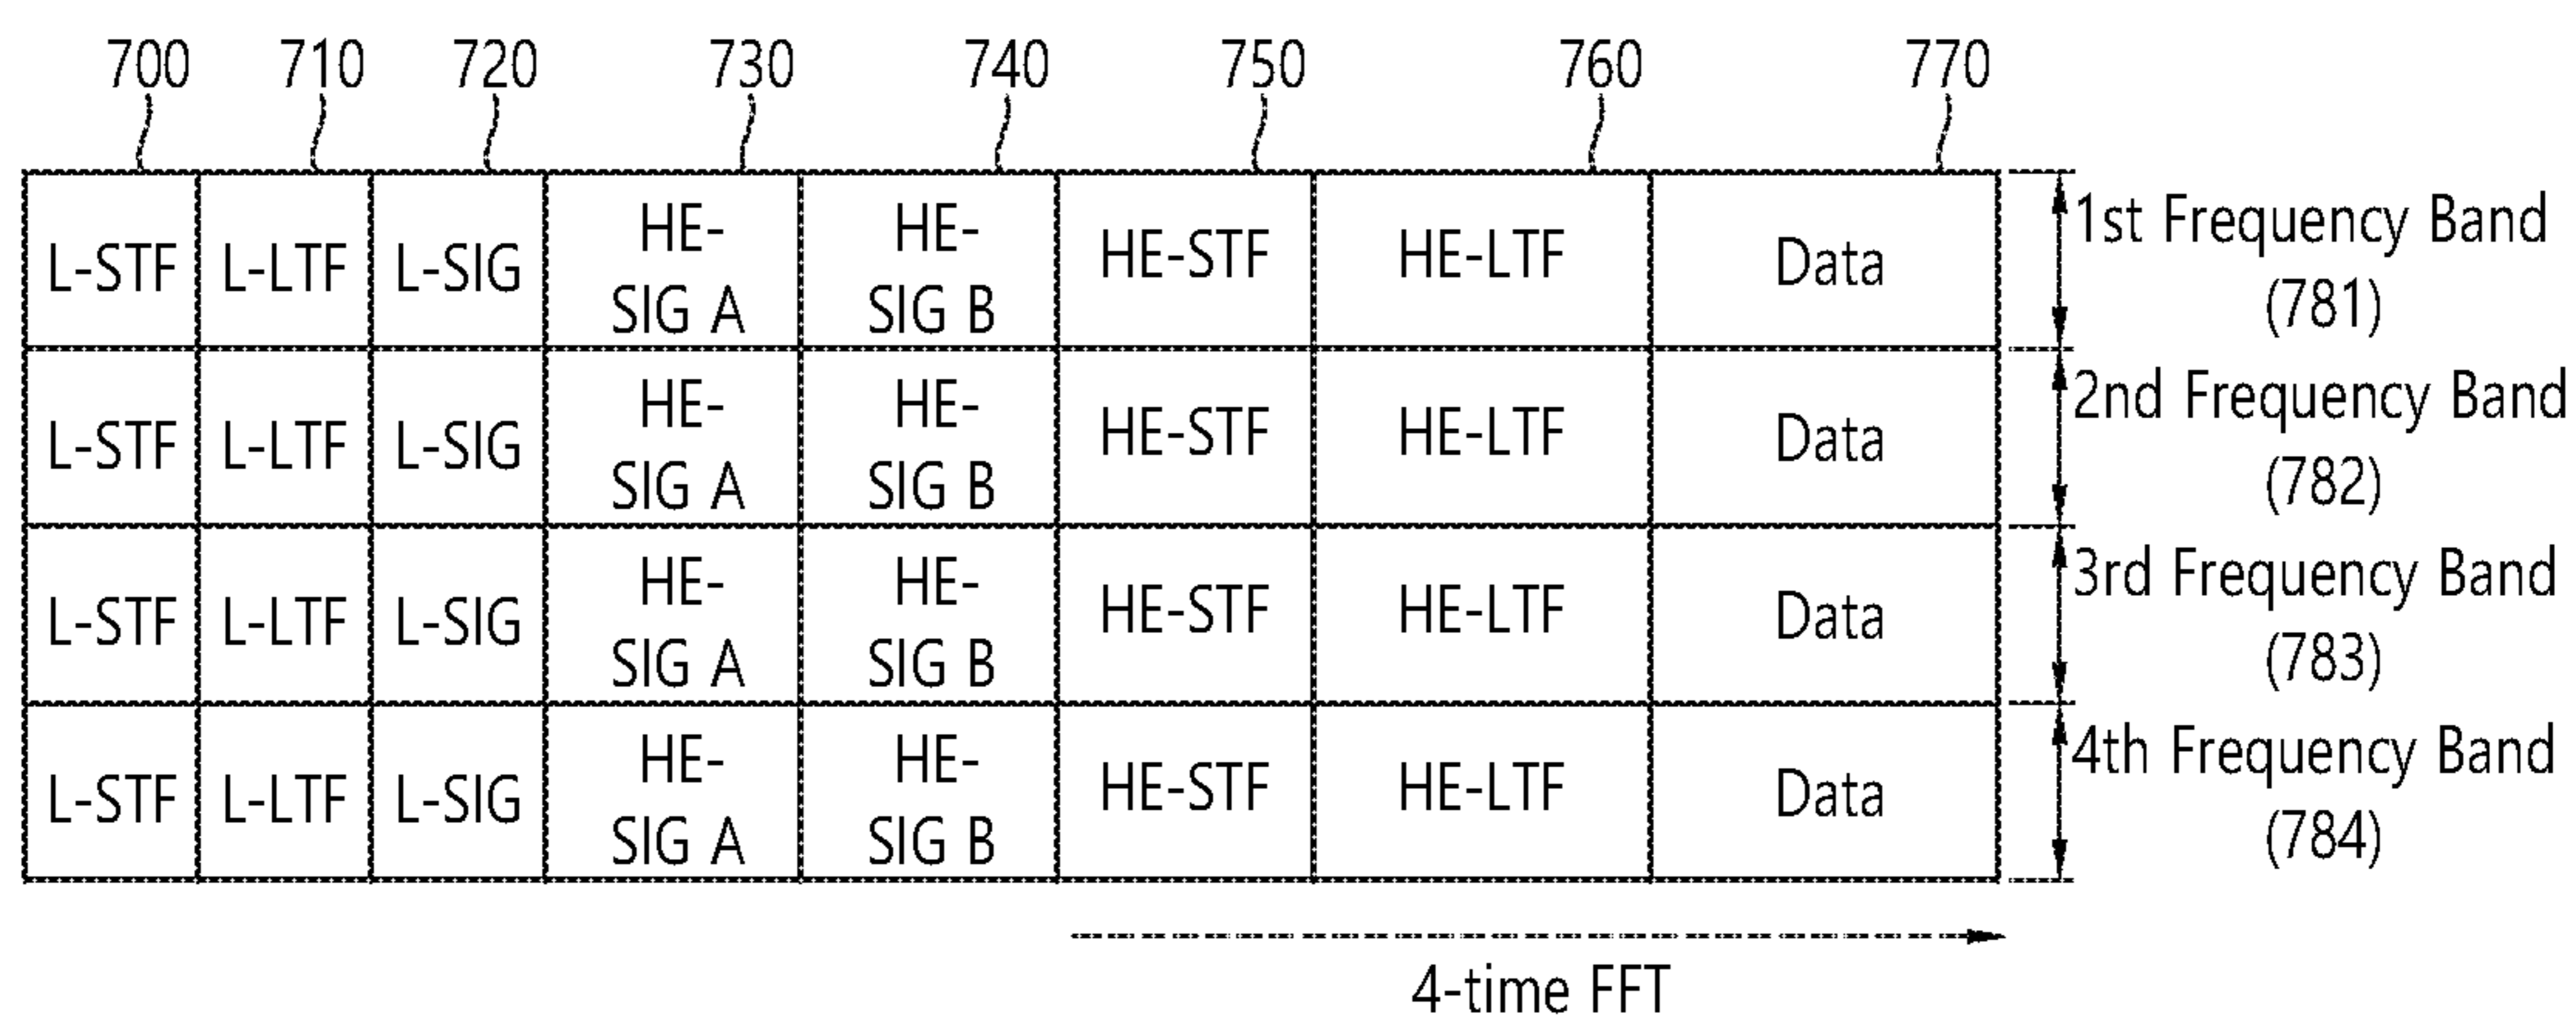 700 710 720 730 740 750 760 770
L-STF L-LTF L-SIG HE-SIG A HE-SIG B HE-STF HE-LTF Data 1st Frequency Band (781)
L-STF L-LTF L-SIG HE-SIG A HE-SIG B HE-STF HE-LTF Data 2nd Frequency Band (782)
L-STF L-LTF L-SIG HE-SIG A HE-SIG B HE-STF HE-LTF Data 3rd Frequency Band (783)
L-STF L-LTF L-SIG HE-SIG A HE-SIG B HE-STF HE-LTF Data 4th Frequency Band (784)
4-time FFT